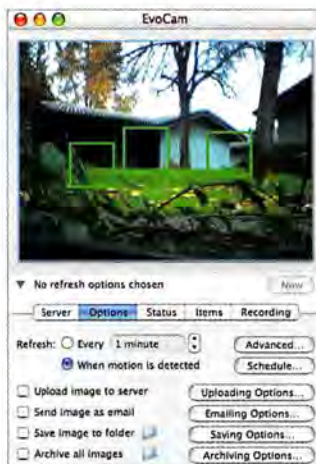 EvoCam
No refresh options chosen
Now
Server Options Status Items Recording
Refresh: Every 1 minute Advanced...
When motion is detected Schedule...
Upload image to server Uploading Options...
Send image as email Emailing Options...
Save image to folder Saving Options...
Archive all images Archiving Options...